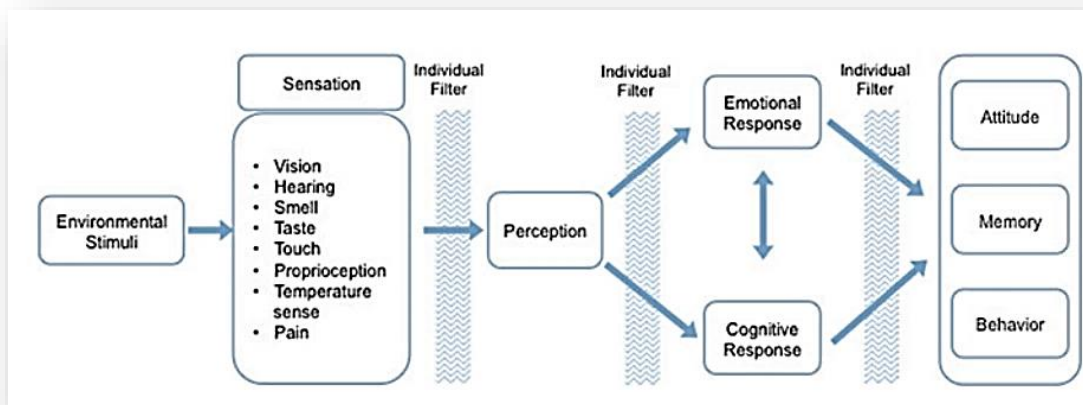 Environmental
Stimuli
Sensation
• Vision
• Hearing
• Smell
• Taste
• Touch
• Proprioception
• Temperature
sense
• Pain
Individual
Filter
Perception
Individual
Filter
Emotional
Response
Cognitive
Response
Individual
Filter
Attitude
Memory
Behavior